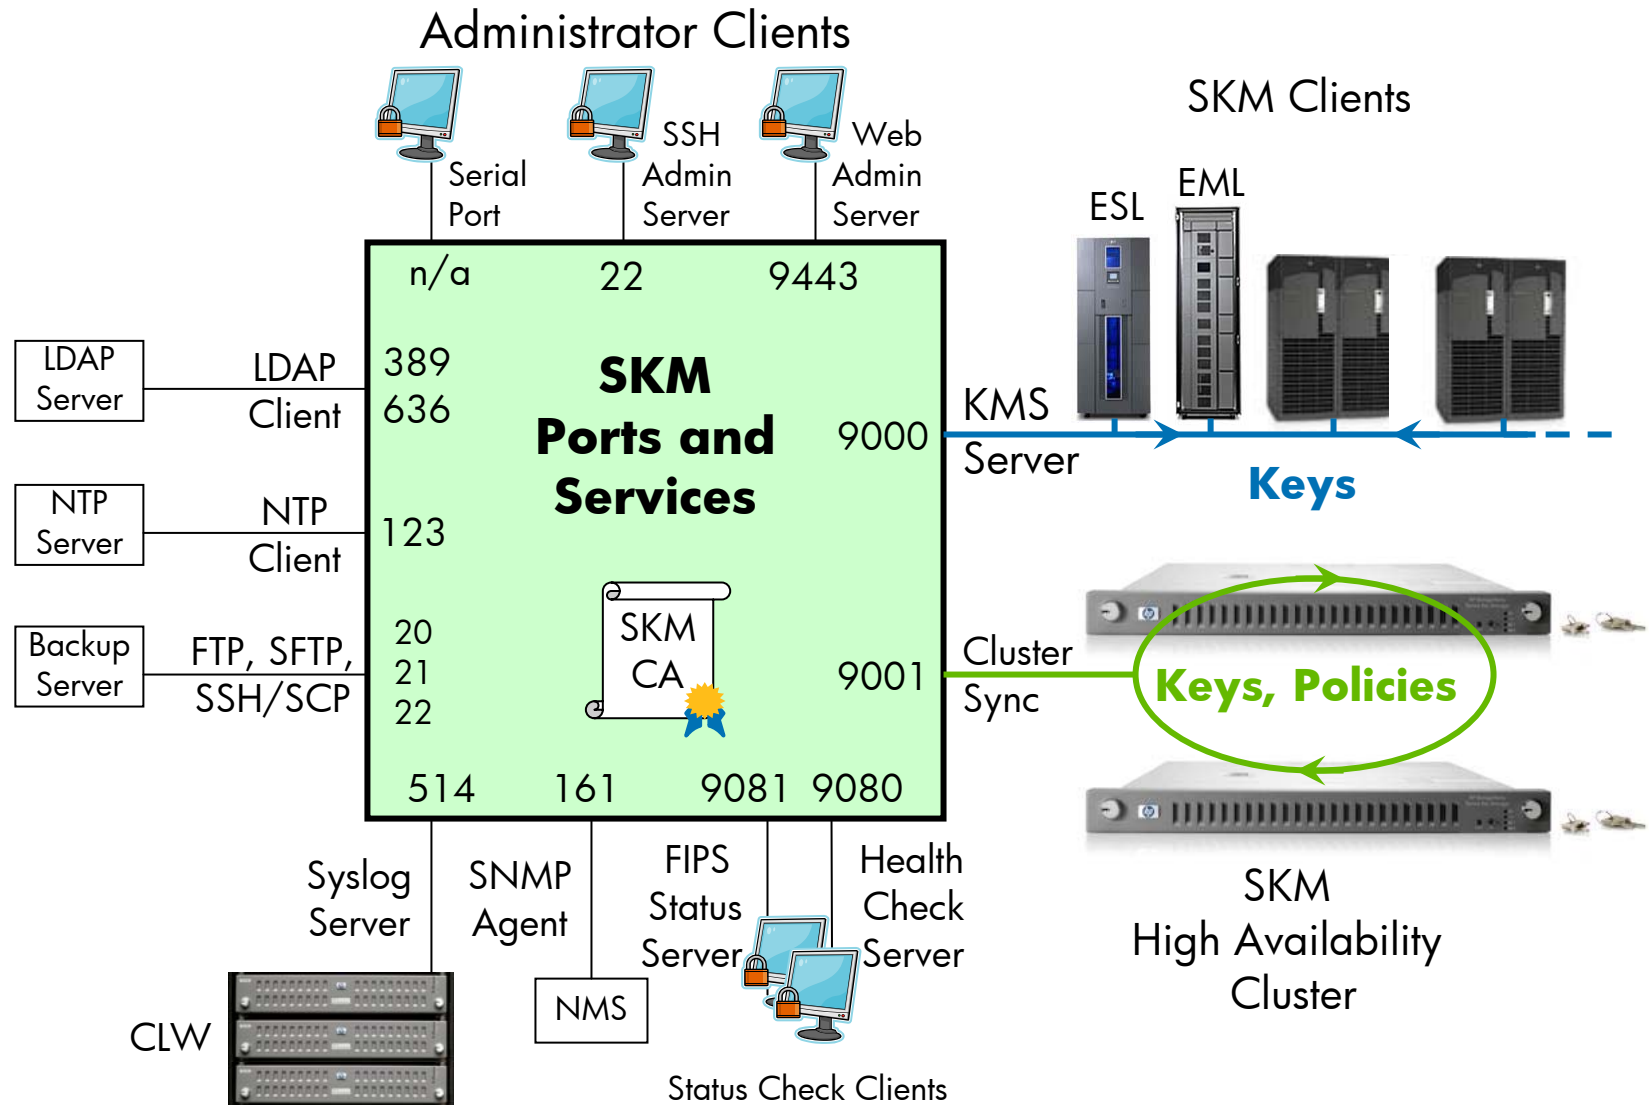 Administrator Clients
Serial
Port
SSH
Admin
Server
Web
Admin
Server
SKM Clients
ESL
EML
n/a
22
9443
LDAP
Server
LDAP
Client
389
636
SKM
Ports and
Services
9000
KMS
Server
Keys
NTP
Server
NTP
Client
123
Backup
Server
FTP, SFTP,
SSH/SCP
20
21
22
SKM
CA
9001
Cluster
Sync
Keys, Policies
514
161
9081
9080
Syslog
Server
SNMP
Agent
FIPS
Status
Server
Health
Check
Server
SKM
High Availability
Cluster
CLW
NMS
Status Check Clients